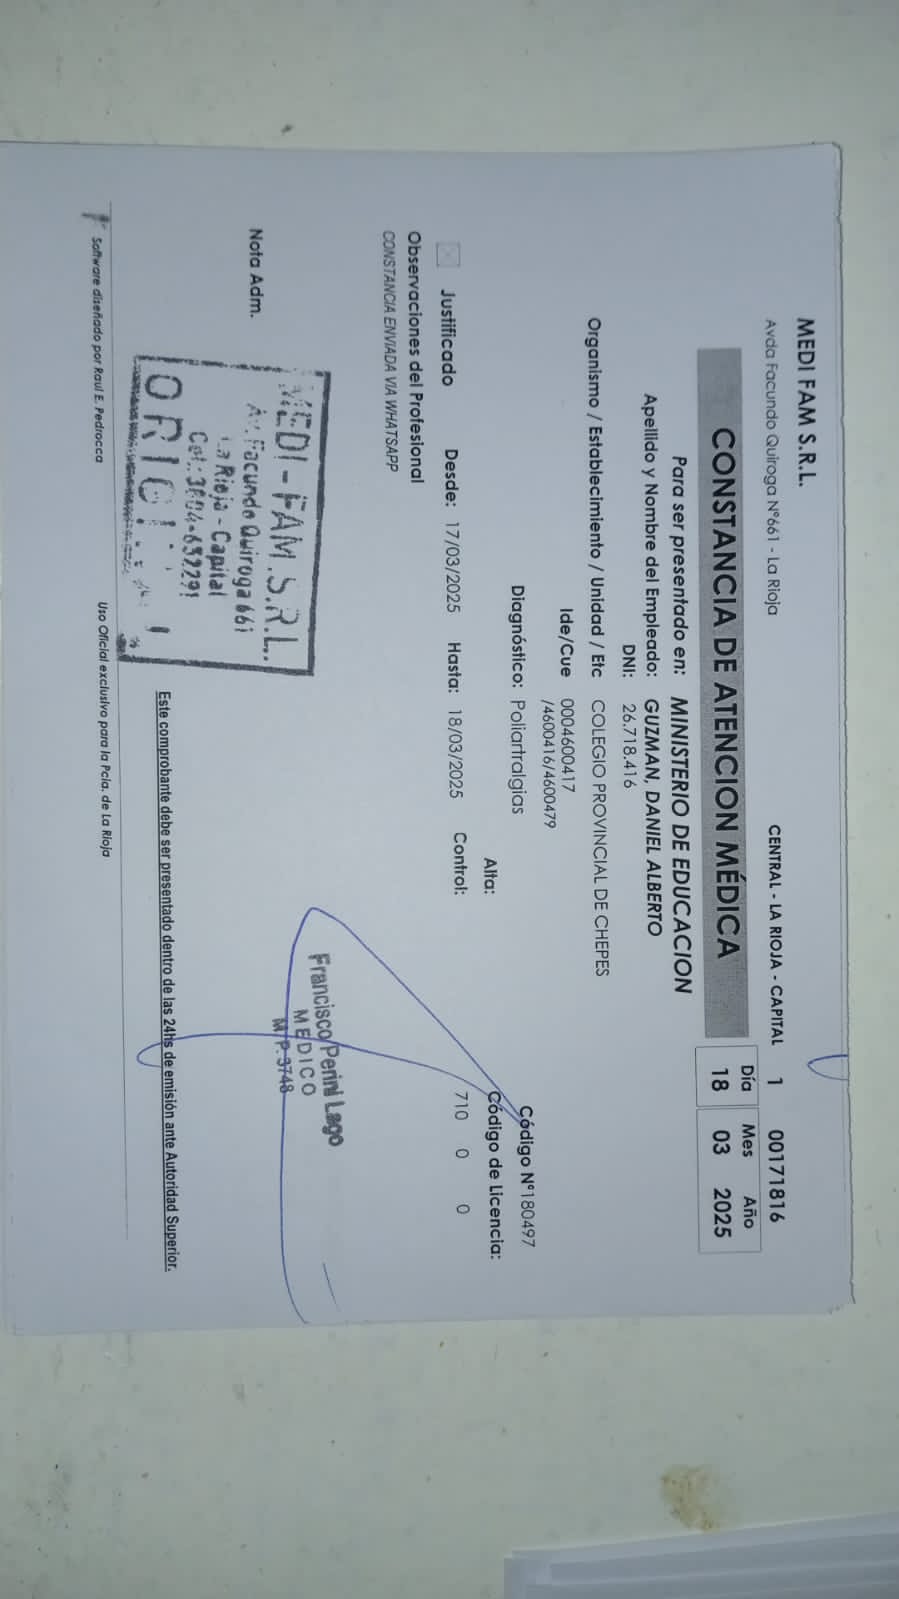 MEDI FAM S.R.L.
Avda Facundo Quiroga N°661 - La Rioja
CENTRAL - LA RIOJA - CAPITAL 1 00171816
CONSTANCIA DE ATENCION MÉDICA
Día Mes Año
18 03 2025
Para ser presentado en: MINISTERIO DE EDUCACION
Apellido y Nombre del Empleado: GUZMAN, DANIEL ALBERTO
DNI: 26.718.416
Organismo / Establecimiento / Unidad / Etc COLEGIO PROVINCIAL DE CHEPES
Ide/Cue 0004600417
/4600416/4600479
Código N°180497
Diagnóstico: Poliartralgias
Alta: Código de Licencia:
Justificado Desde: 17/03/2025 Hasta: 18/03/2025 Control: 710 0 0
Observaciones del Profesional
CONSTANCIA ENVIADA VIA WHATSAPP
Francisco Perini Lago
MEDICO
M.P. 3748
Nota Adm.
MEDI-FAM.S.R.L.
Av. Facundo Quiroga 661
La Rioja - Capital
Cel.: 3804-639291
Este comprobante debe ser presentado dentro de las 24hs de emisión ante Autoridad Superior.
Software diseñado por Raul E. Pedrocca
Uso Oficial exclusivo para la Pcia. de La Rioja